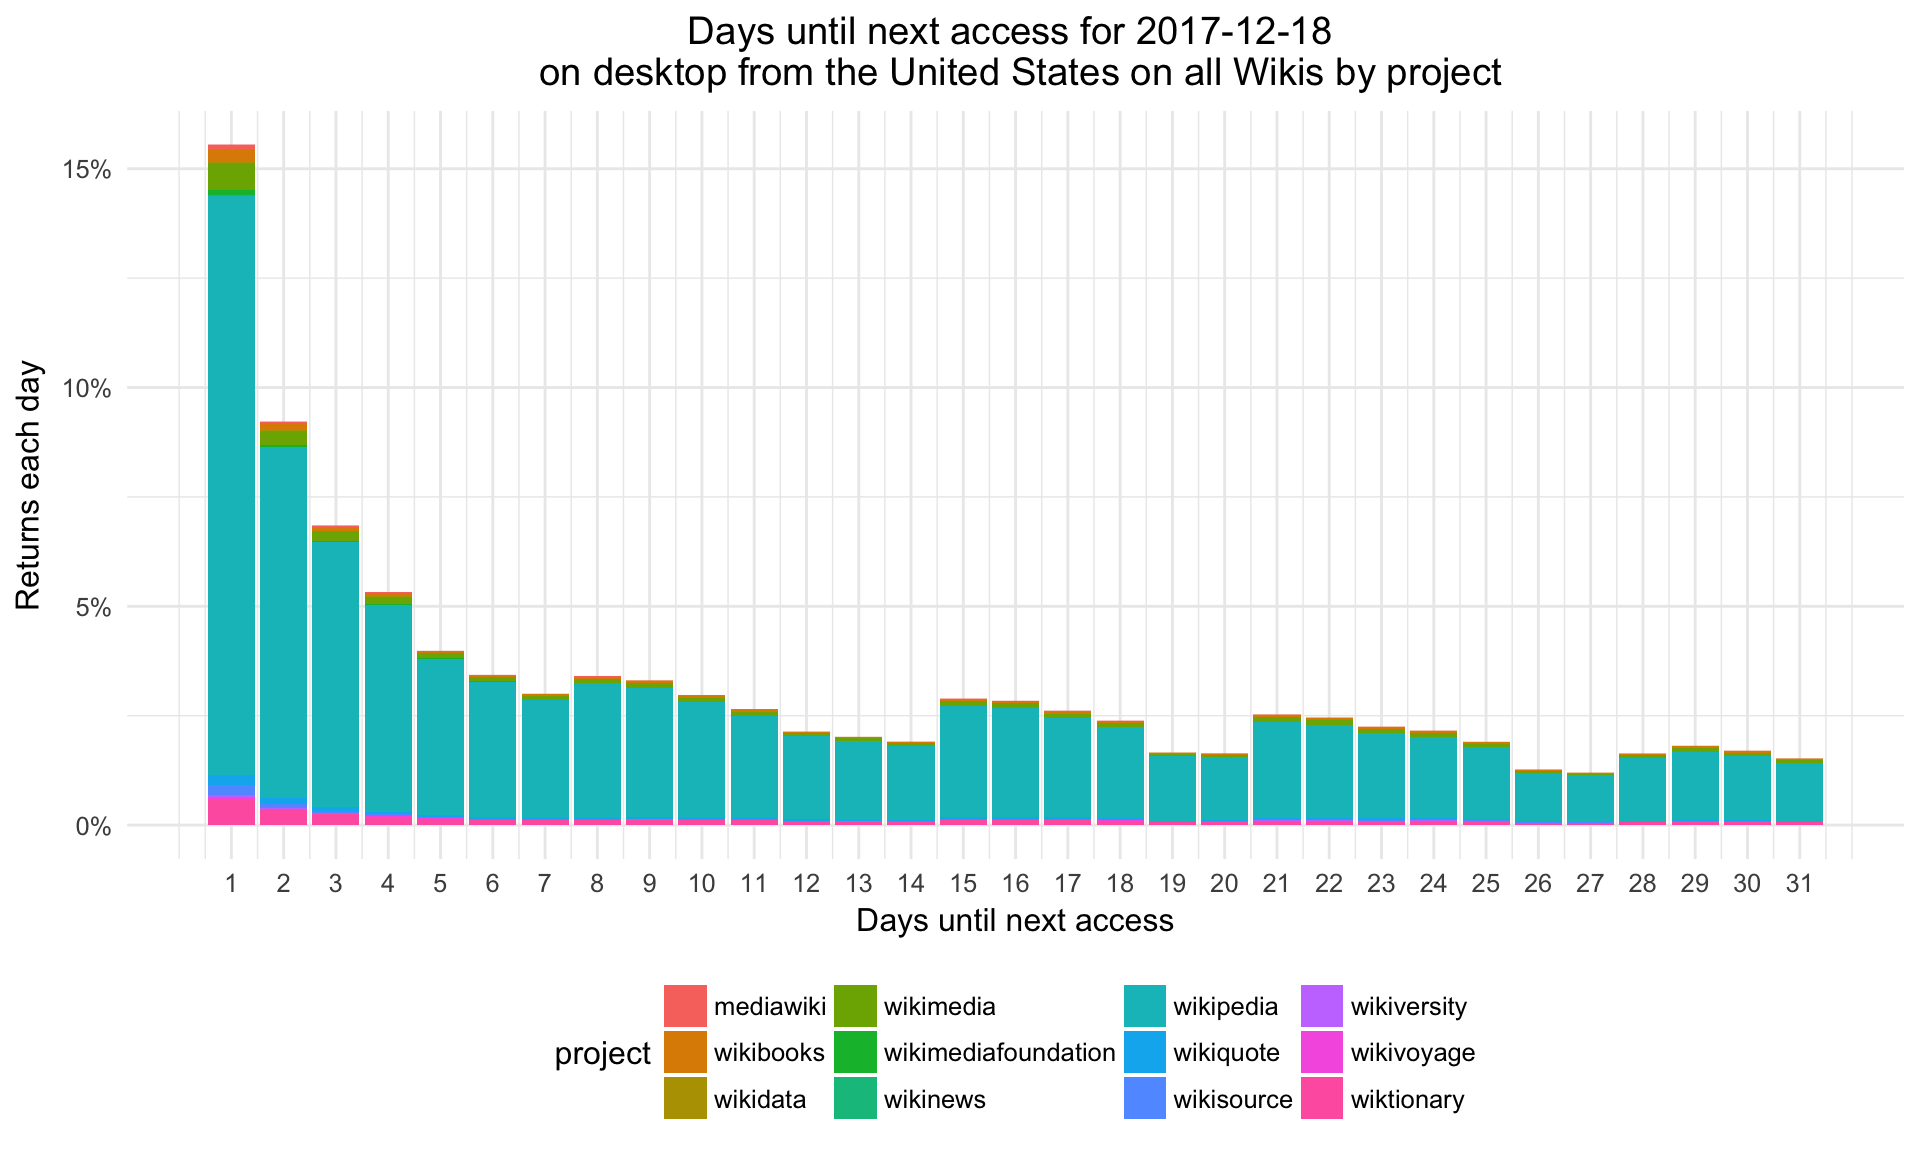 Days until next access for 2017-12-18
on desktop from the United States on all Wikis by project
Returns each day
15%
10%
5%
0%
1 2 3 4 5 6 7 8 9 10 11 12 13 14 15 16 17 18 19 20 21 22 23 24 25 26 27 28 29 30 31
Days until next access
project
mediawiki wikimedia wikipedia wikiversity
wikibooks wikimediafoundation wikiquote wikivoyage
wikidata wikinews wikisource wiktionary